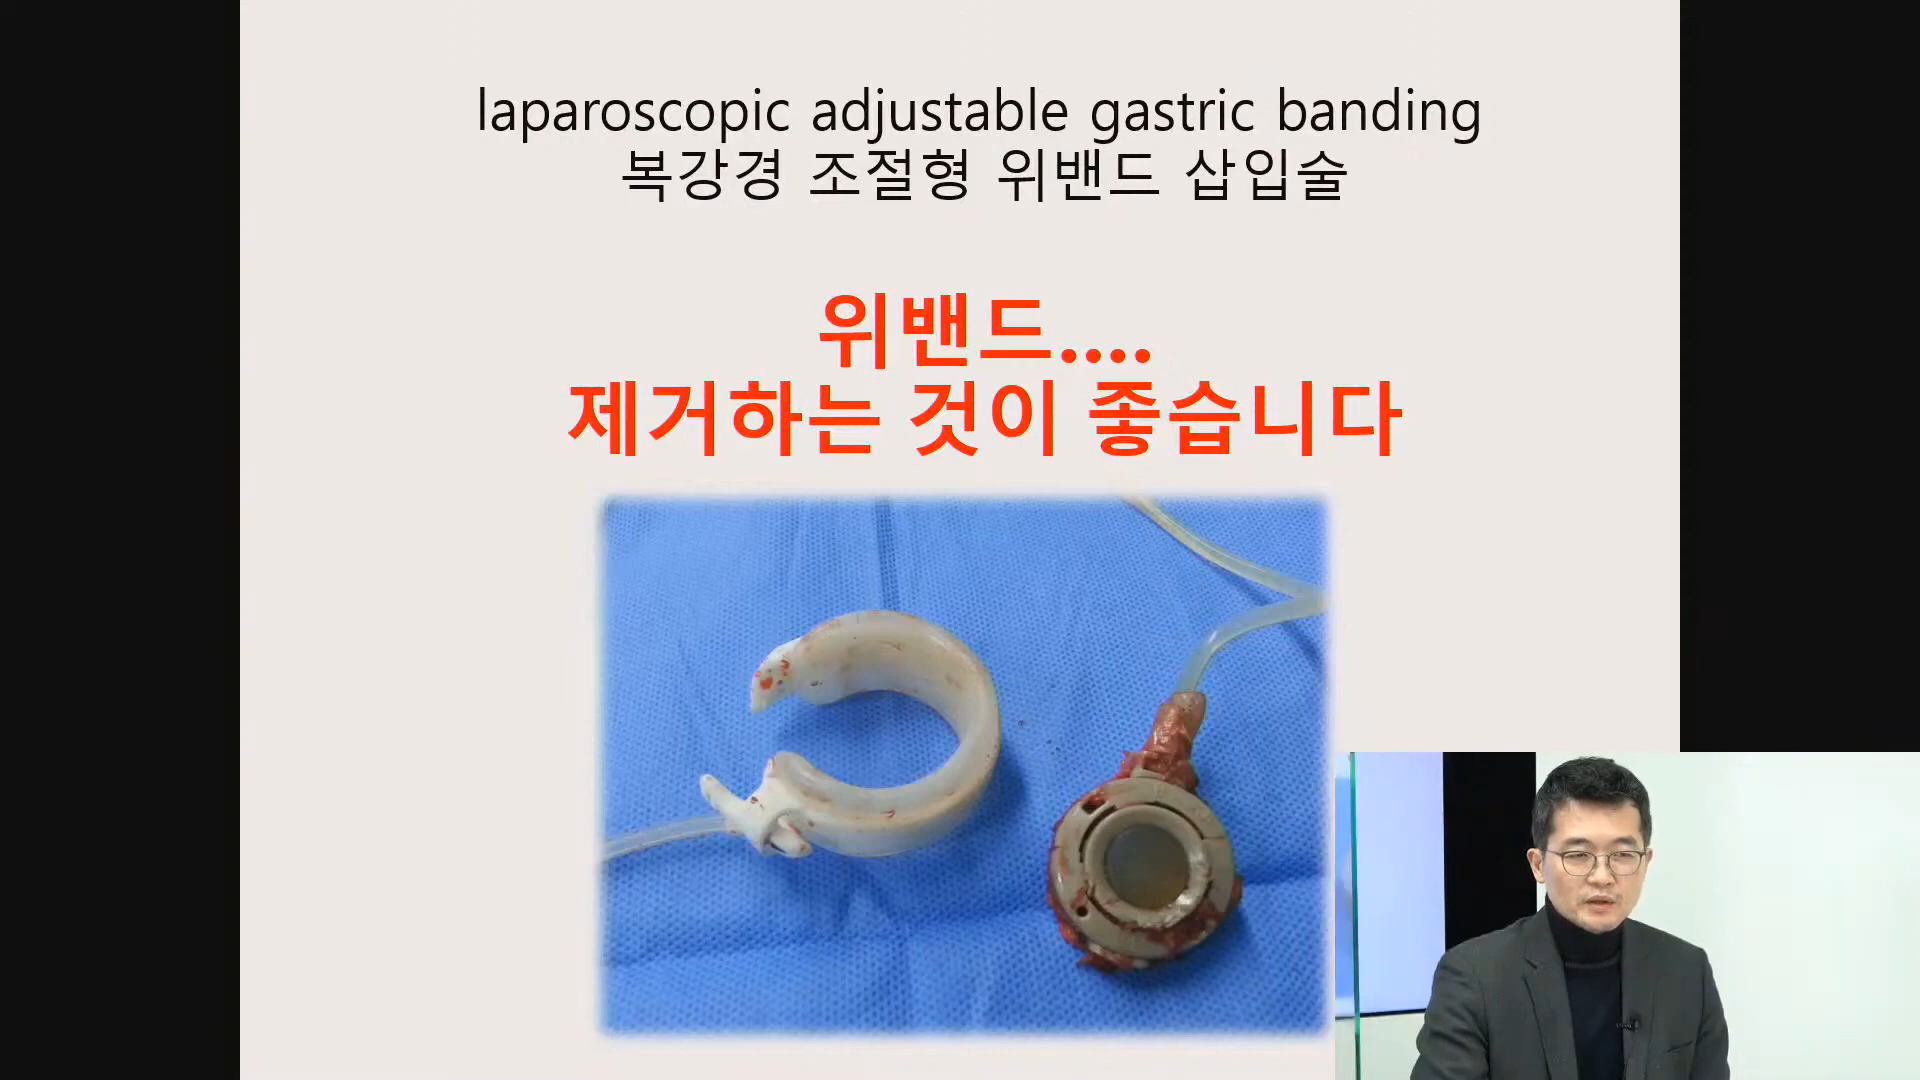 laparoscopic adjustable gastric banding
복강경 조절형 위밴드 삽입술
위밴드....
제거하는 것이 좋습니다